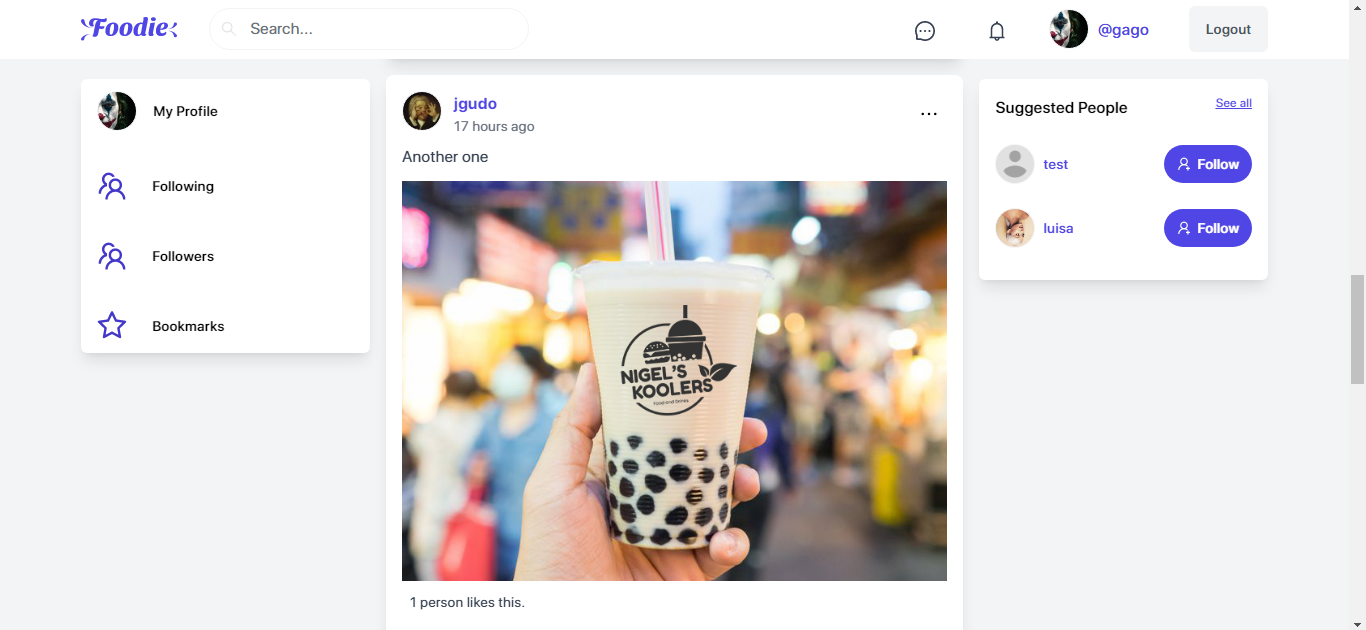 Foodie
Search...
@gago
Logout
My Profile
Following
Followers
Bookmarks
jgudo
17 hours ago
Another one
NIGEL'S
KOOLERS
Food and Drinks
1 person likes this.
Suggested People
See all
test
Follow
luisa
Follow